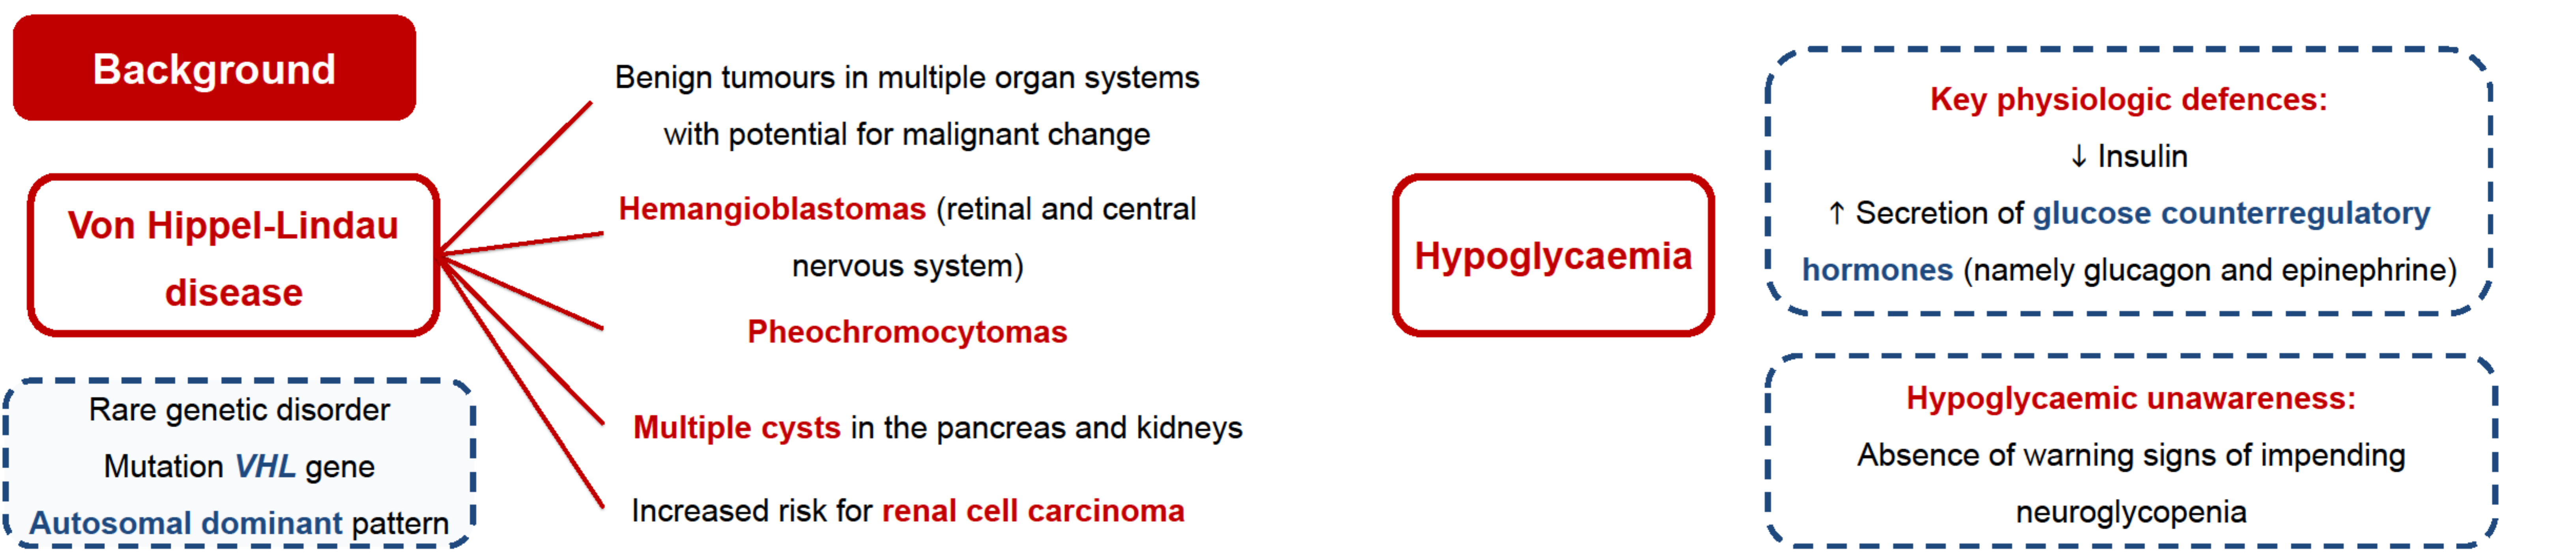 Background
Von Hippel-Lindau
disease
Rare genetic disorder
Mutation VHL gene
Autosomal dominant pattern
Benign tumours in multiple organ systems
with potential for malignant change
Hemangioblastomas (retinal and central
nervous system)
Pheochromocytomas
Multiple cysts in the pancreas and kidneys
Increased risk for renal cell carcinoma
Hypoglycaemia
Key physiologic defences:
↓ Insulin
↑ Secretion of glucose counterregulatory
hormones (namely glucagon and epinephrine)
Hypoglycaemic unawareness:
Absence of warning signs of impending
neuroglycopenia